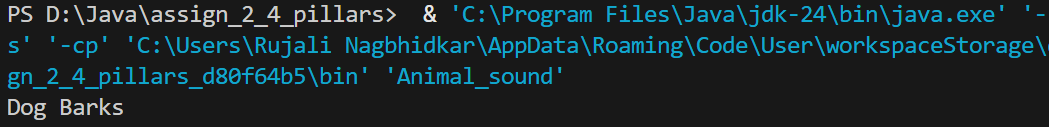 PS D:\Java\assign_2_4_pillars>  & 'C:\Program Files\Java\jdk-24\bin\java.exe' '-
s' '-cp' 'C:\Users\Rujali Nagbhidkar\AppData\Roaming\Code\User\workspaceStorage\
gn_2_4_pillars_d80f64b5\bin' 'Animal_sound'
Dog Barks